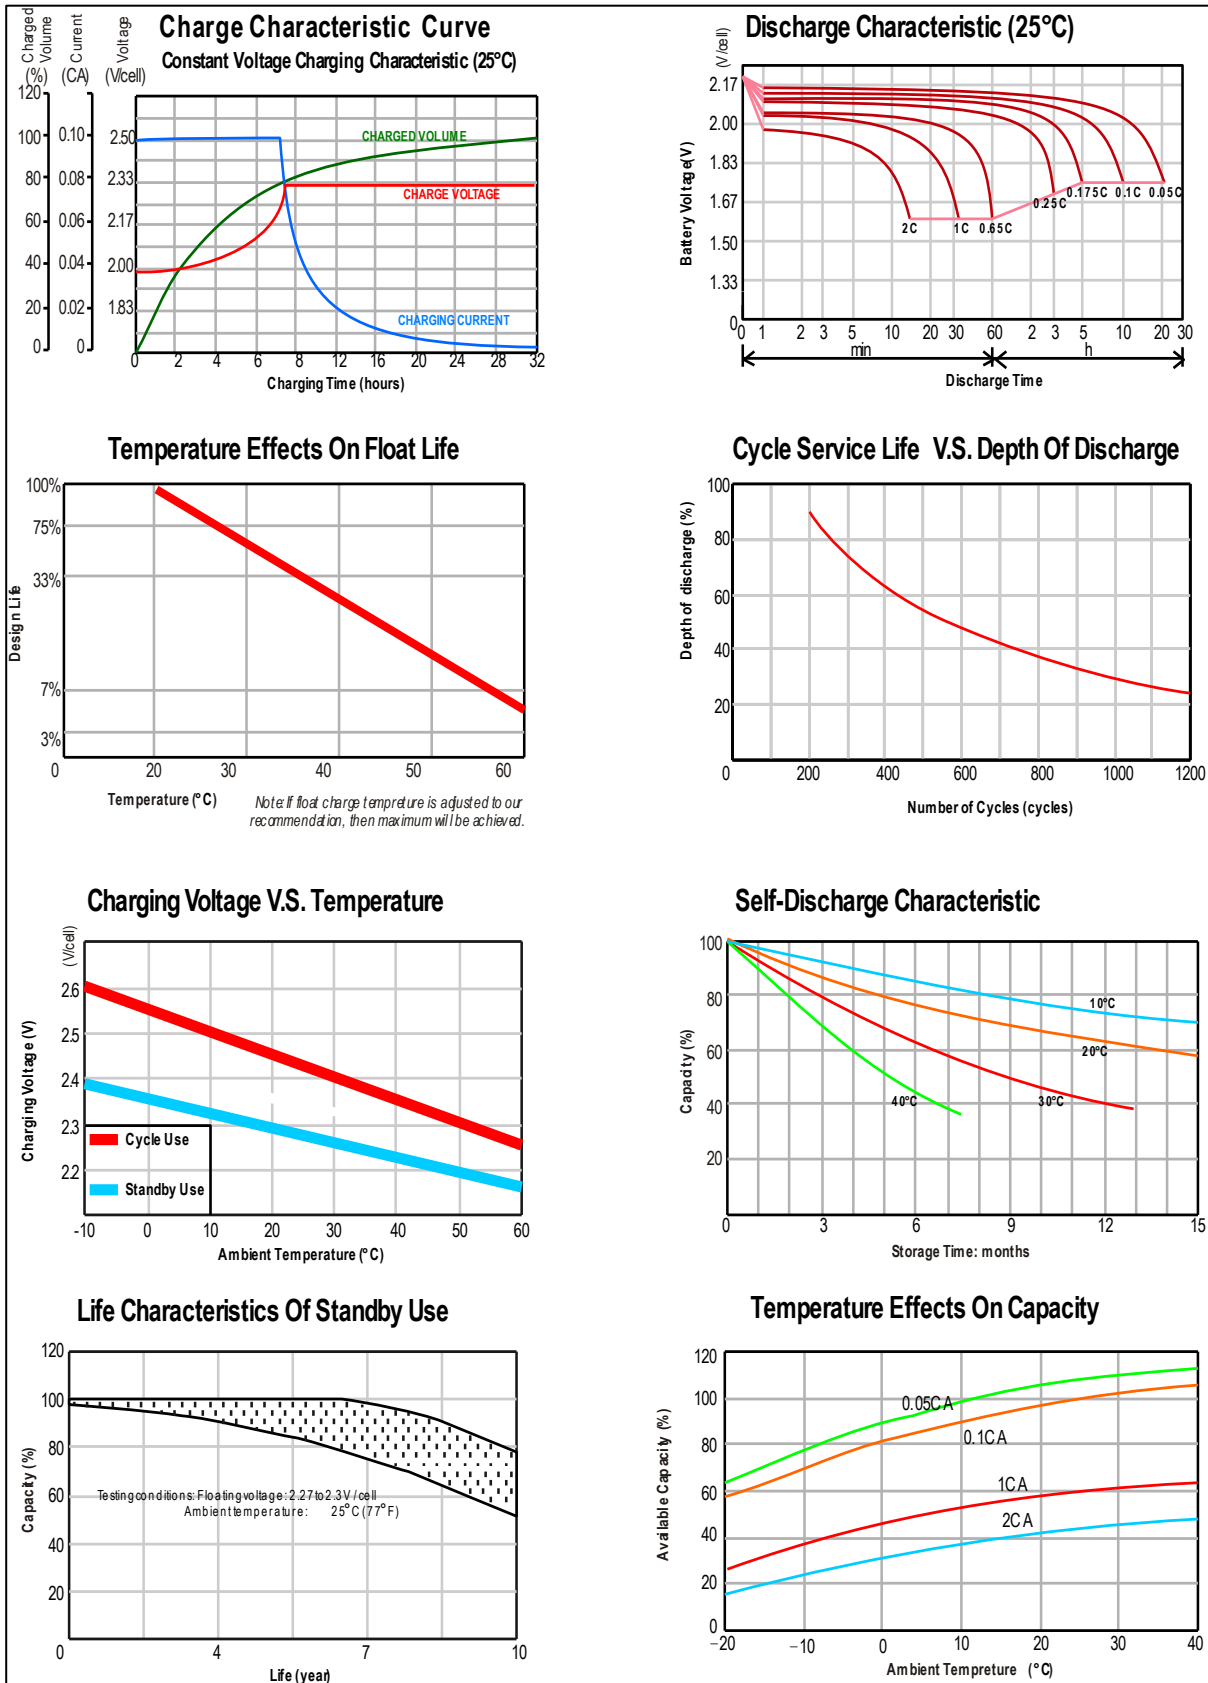 Charge Characteristic Curve
Constant Voltage Charging Characteristic (25°C)
Charged Volume (%)
Current (CA)
Voltage (V/cell)
120
100 0.10 2.50
80 0.08 2.33
60 0.06 2.17
40 0.04 2.00
20 0.02 1.83
0 0
CHARGED VOLUME
CHARGE VOLTAGE
CHARGING CURRENT
0 2 4 6 8 12 16 20 24 28 32
Charging Time (hours)
Discharge Characteristic (25°C)
(V/cell)
Battery Voltage(V)
2.17
2.00
1.83
1.67
1.50
1.33
0
2C 1C 0.65C 0.25C 0.175C 0.1C 0.05C
0 1 2 3 5 10 20 30 60 2 3 5 10 20 30
min h
Discharge Time
Temperature Effects On Float Life
Design Life
100%
75%
33%
7%
3%
0 20 30 40 50 60
Temperature (°C)
Note: If float charge tempreture is adjusted to our
recommendation, then maximum will be achieved.
Cycle Service Life V.S. Depth Of Discharge
Depth of discharge (%)
100
80
60
40
20
0 200 400 600 800 1000 1200
Number of Cycles (cycles)
Charging Voltage V.S. Temperature
(V/cell)
Charging Voltage (V)
2.6
2.5
2.4
2.3
2.2
Cycle Use
Standby Use
-10 0 10 20 30 40 50 60
Ambient Temperature (°C)
Self-Discharge Characteristic
Capacity (%)
100
80
60
40
20
10°C
20°C
30°C
40°C
0 3 6 9 12 15
Storage Time: months
Life Characteristics Of Standby Use
Capacity (%)
120
100
80
60
40
20
Testing conditions: Floating voltage: 2.27 to 2.3V /cell
Ambient temperature: 25°C (77°F)
0 4 7 10
Life (year)
Temperature Effects On Capacity
Available Capacity (%)
120
100
80
60
40
20
0
0.05CA
0.1CA
1CA
2CA
−20 −10 0 10 20 30 40
Ambient Tempreture (°C)